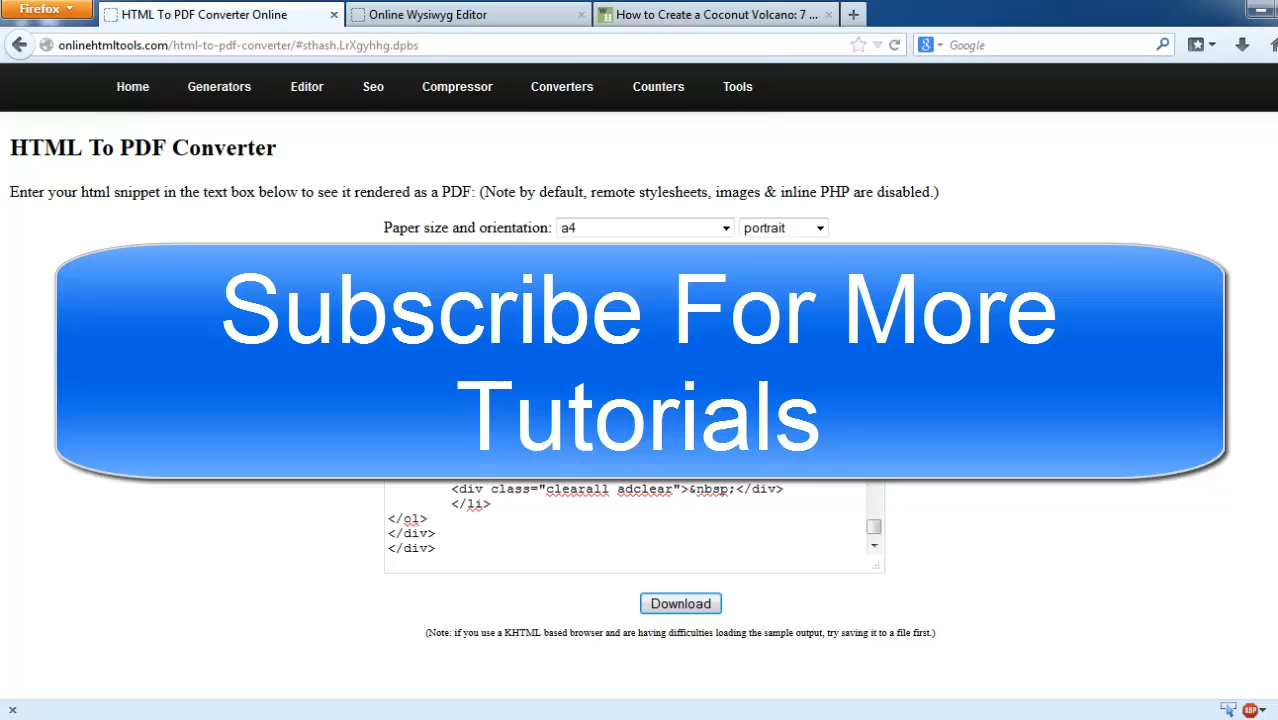 Firefox
HTML To PDF Converter Online
Online Wysiwyg Editor
How to Create a Coconut Volcano: 7 ...
onlinehtmltools.com/html-to-pdf-converter/#sthash.LrXgyhhg.dpbs
Google
Home
Generators
Editor
Seo
Compressor
Converters
Counters
Tools
HTML To PDF Converter
Enter your html snippet in the text box below to see it rendered as a PDF: (Note by default, remote stylesheets, images & inline PHP are disabled.)
Paper size and orientation: a4 portrait
Subscribe For More
Tutorials
<div class="clearall adclear">&nbsp;</div>
</li>
</ol>
</div>
</div>
Download
(Note: if you use a KHTML based browser and are having difficulties loading the sample output, try saving it to a file first.)
ABP